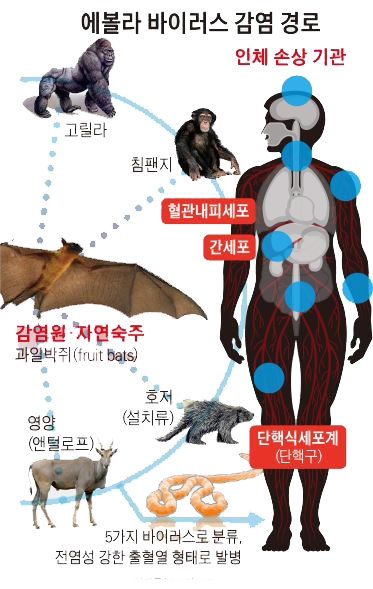 에볼라 바이러스 감염 경로
인체 손상 기관
고릴라
침팬지
혈관내피세포
간세포
감염원·자연숙주
과일박쥐(fruit bats)
호저
(설치류)
영양
(앤털로프)
단핵식세포계
(단핵구)
5가지 바이러스로 분류,
전염성 강한 출혈열 형태로 발병